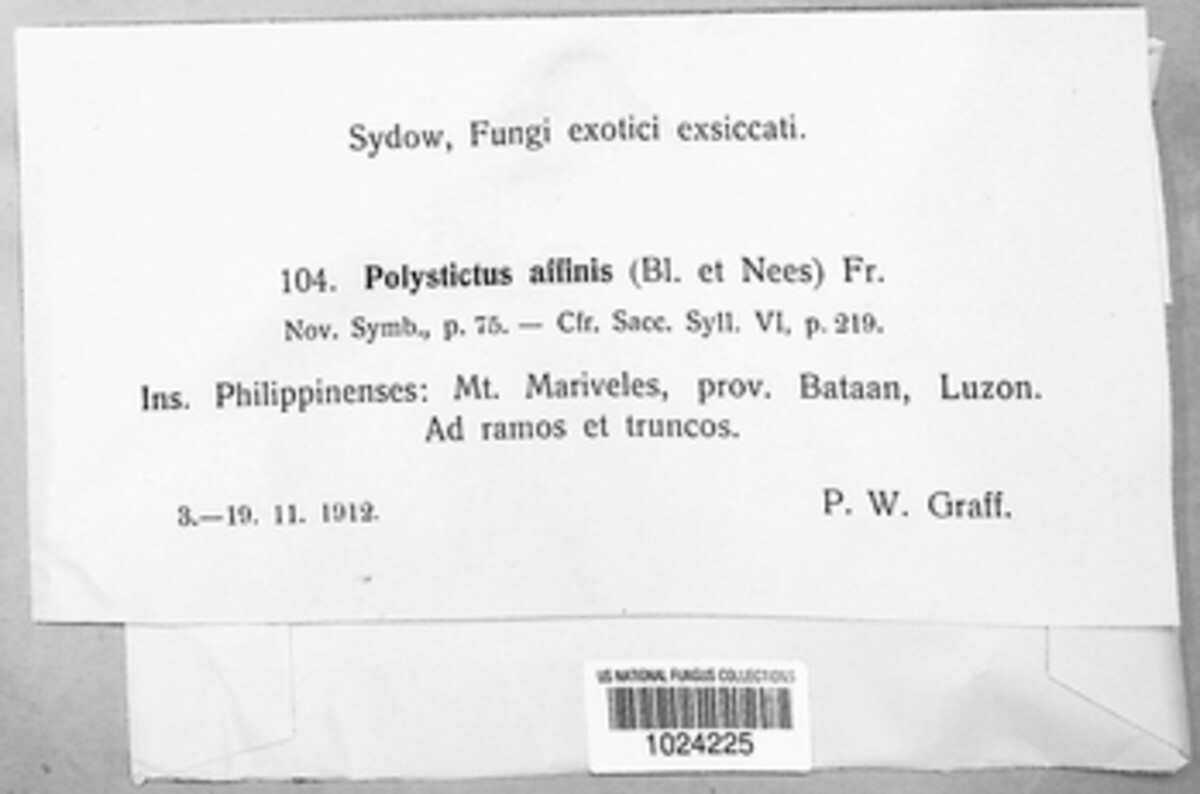 Sydow, Fungi exotici exsiccati.
104. Polystictus affinis (Bl. et Nees) Fr.
Nov. Symb., p. 75. — Cfr. Sacc. Syll. VI, p. 219.
Ins. Philippinenses: Mt. Mariveles, prov. Bataan, Luzon.
Ad ramos et truncos.
3.—19. 11. 1912. P. W. Graff.
US NATIONAL FUNGUS COLLECTIONS
1024225